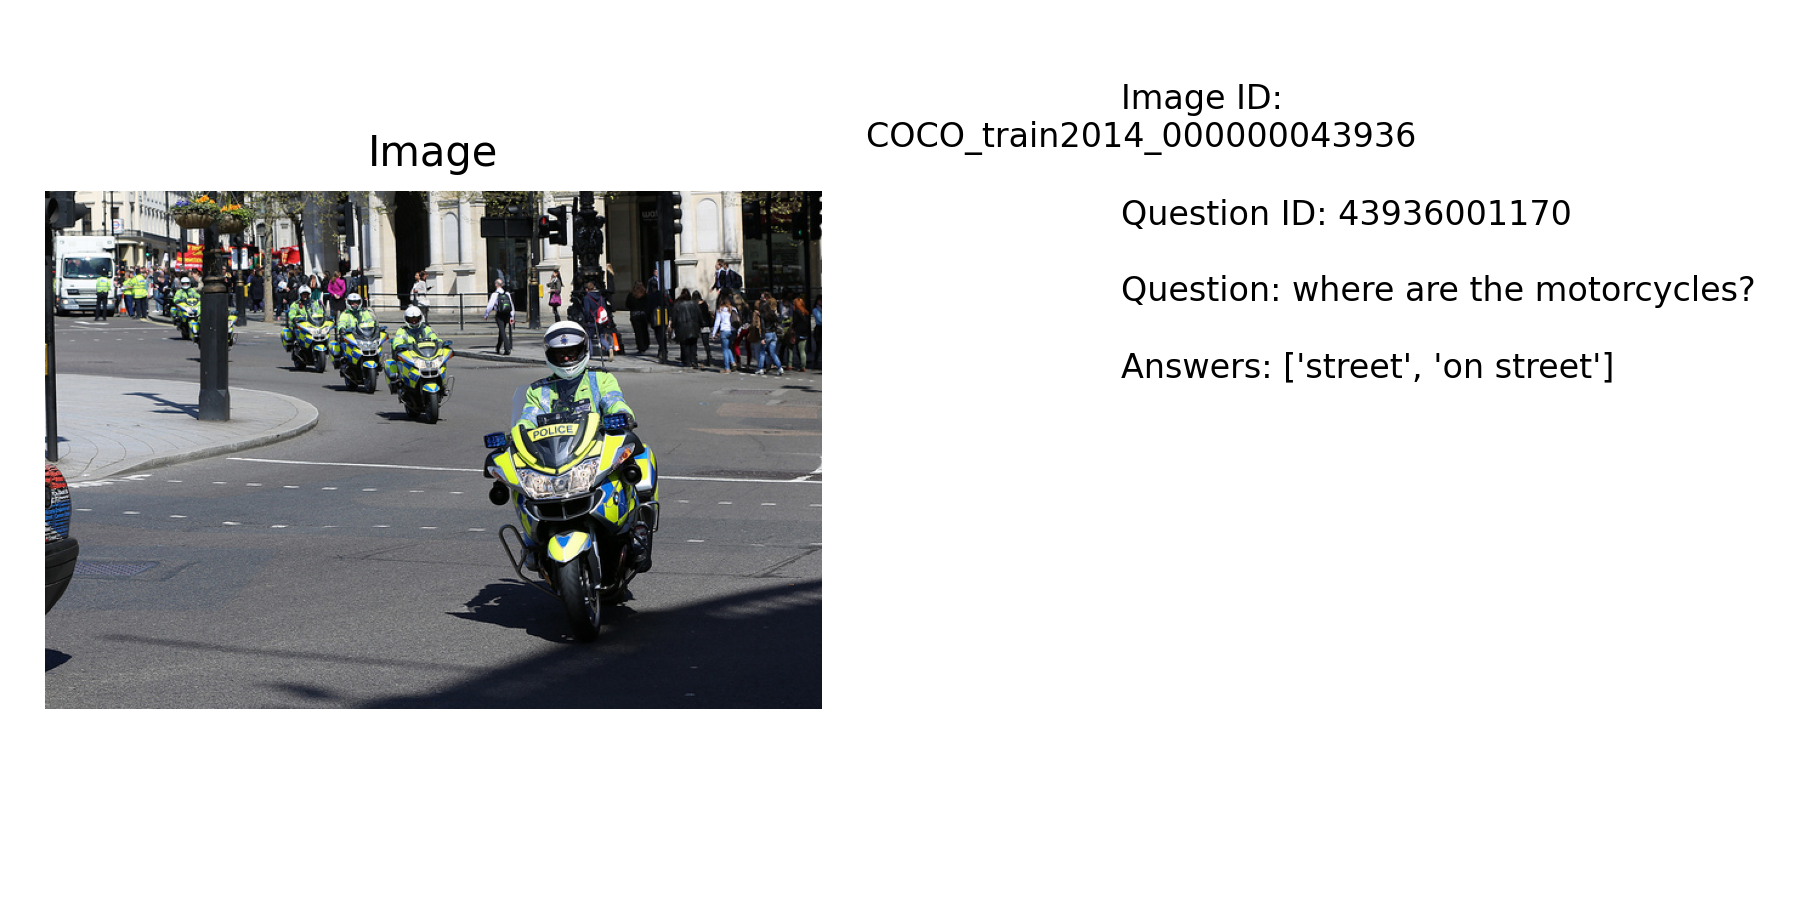 Image
POLICE
Image ID:
COCO_train2014_000000043936
Question ID: 43936001170
Question: where are the motorcycles?
Answers: ['street', 'on street']